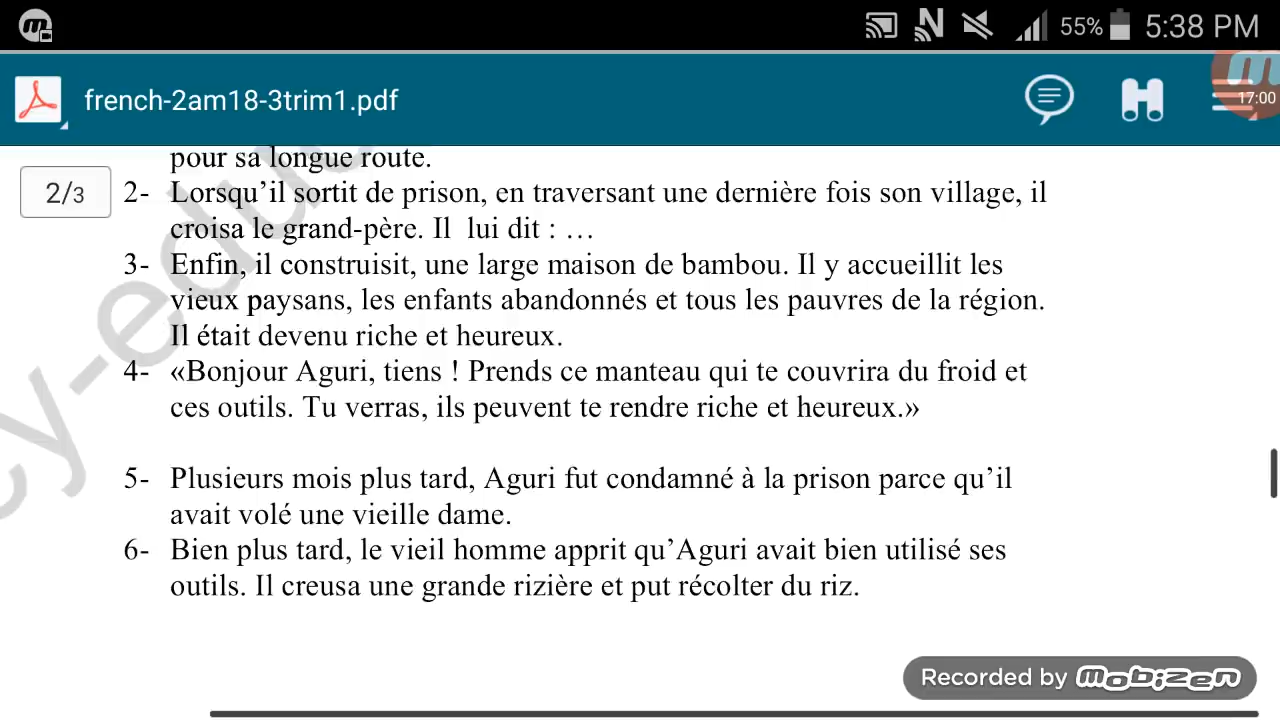 55% 5:38 PM
french-2am18-3trim1.pdf
17:00
2/3
pour sa longue route.
2- Lorsqu’il sortit de prison, en traversant une dernière fois son village, il
croisa le grand-père. Il lui dit : …
3- Enfin, il construisit, une large maison de bambou. Il y accueillit les
vieux paysans, les enfants abandonnés et tous les pauvres de la région.
Il était devenu riche et heureux.
4- «Bonjour Aguri, tiens ! Prends ce manteau qui te couvrira du froid et
ces outils. Tu verras, ils peuvent te rendre riche et heureux.»
5- Plusieurs mois plus tard, Aguri fut condamné à la prison parce qu’il
avait volé une vieille dame.
6- Bien plus tard, le vieil homme apprit qu’Aguri avait bien utilisé ses
outils. Il creusa une grande rizière et put récolter du riz.
cy-educ
Recorded by mobizen